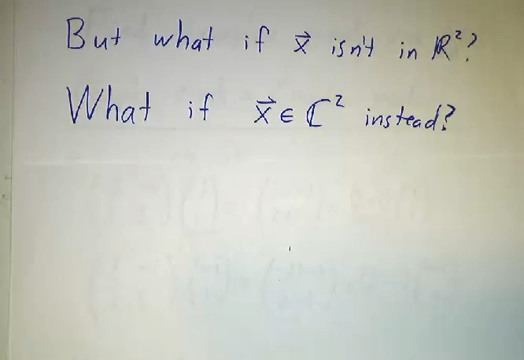 But what if x⃗ isn't in ℝ²?
What if x⃗ ∈ ℂ² instead?